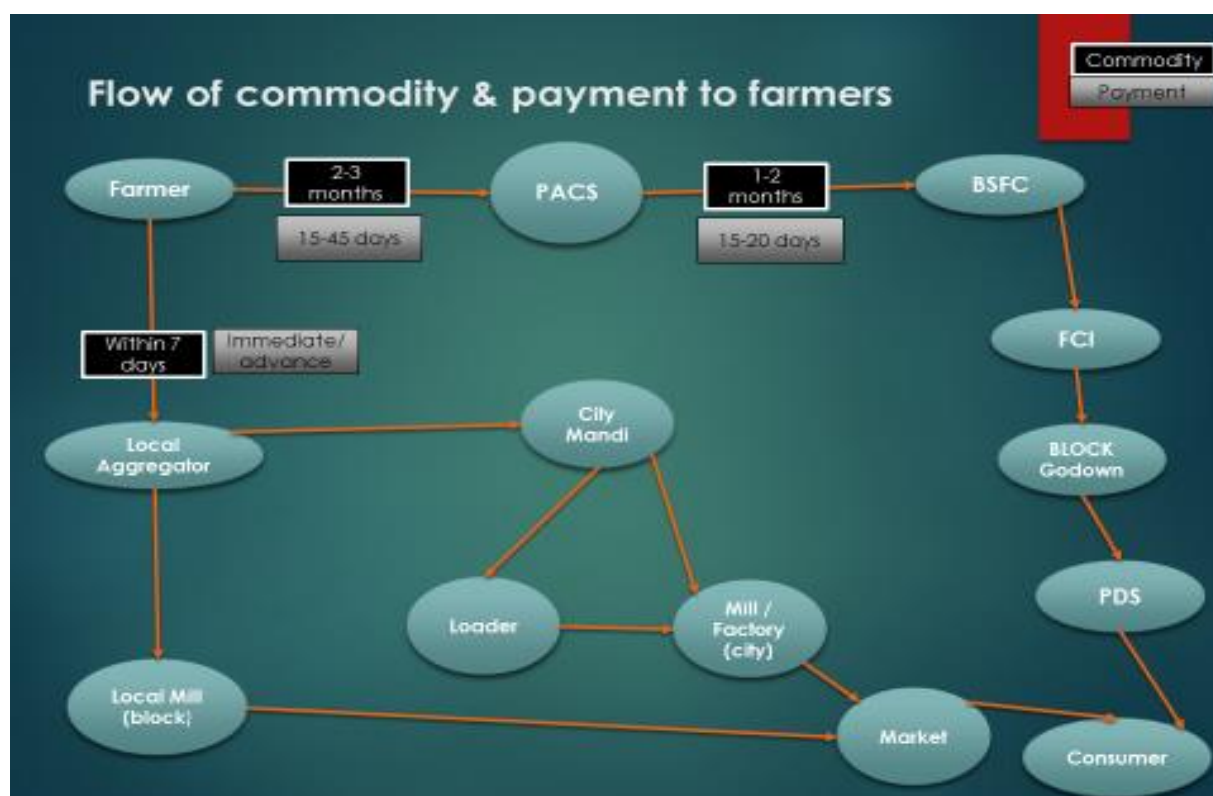 Flow of commodity & payment to farmers
Commodity
Payment
Farmer
2-3
months
15-45 days
PACS
1-2
months
15-20 days
BSFC
Within 7
days
Immediate/
advance
FCI
Local
Aggregator
City
Mandi
BLOCK
Godown
Loader
Mill /
Factory
(city)
PDS
Local Mill
(block)
Market
Consumer